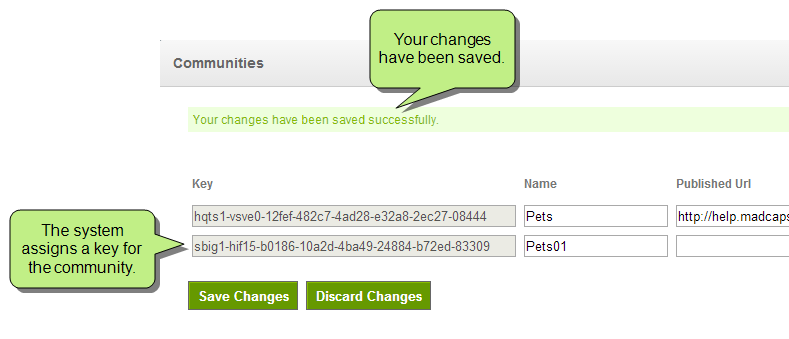 Your changes
have been saved.
Communities
Your changes have been saved successfully.
Key Name Published Url
hqts1-vsve0-12fef-482c7-4ad28-e32a8-2ec27-08444 Pets http://help.madcaps
The system
assigns a key for
the community.
sbig1-hif15-b0186-10a2d-4ba49-24884-b72ed-83309 Pets01
Save Changes Discard Changes